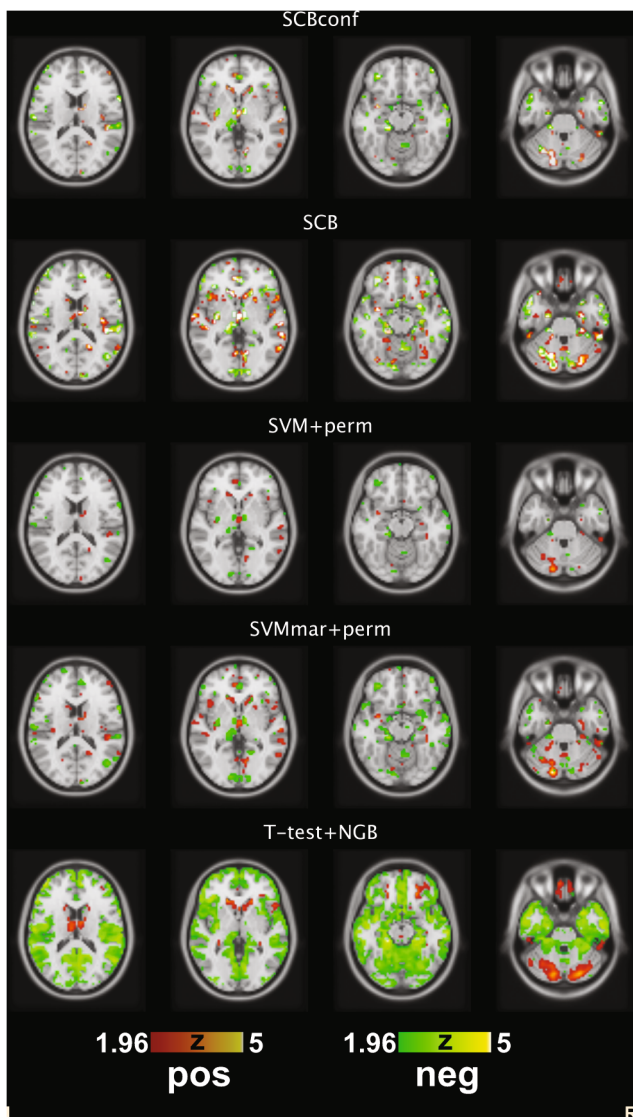 SCBconf
SCB
SVM+perm
SVMmar+perm
T-test+NGB
1.96 z 5 1.96 z 5
pos neg